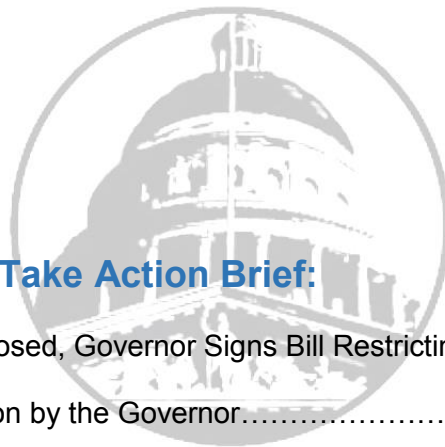 Take Action Brief:
osed, Governor Signs Bill Restrictin
on by the Governor.....................